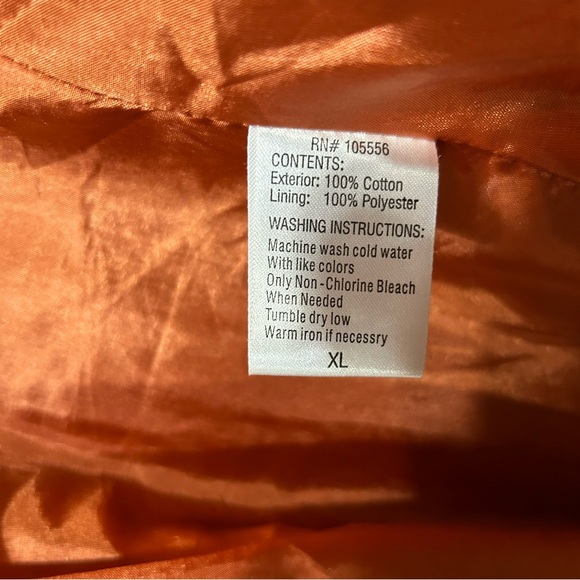 RN# 105556
CONTENTS:
Exterior: 100% Cotton
Lining: 100% Polyester
WASHING INSTRUCTIONS:
Machine wash cold water
With like colors
Only Non-Chlorine Bleach
When Needed
Tumble dry low
Warm iron if necessry
XL